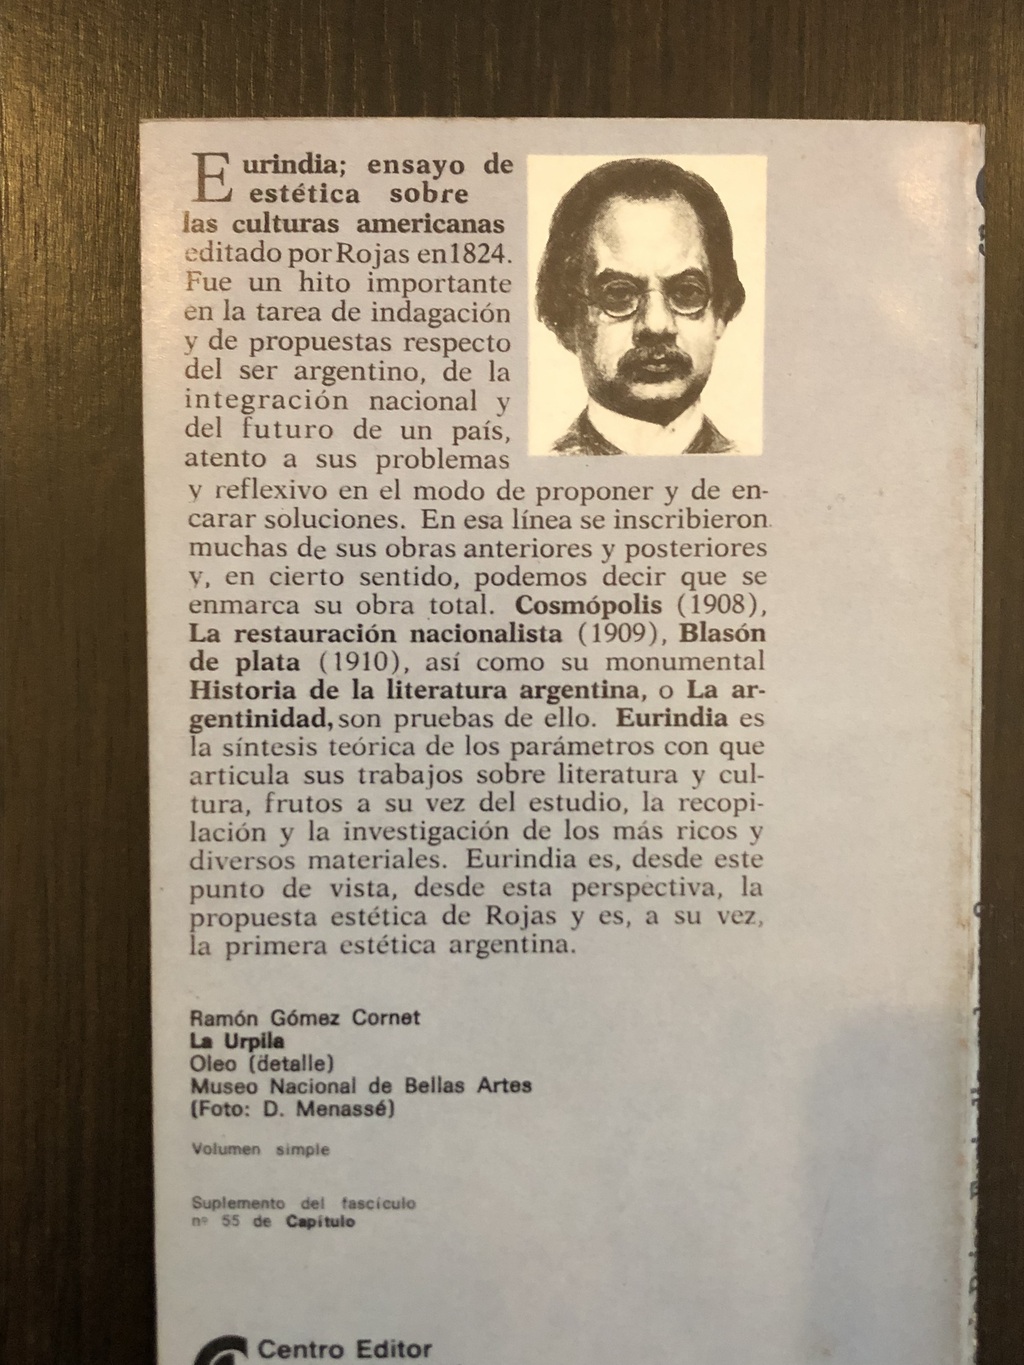 Eurindia; ensayo de
estética sobre
las culturas americanas
editado por Rojas en 1824.
Fue un hito importante
en la tarea de indagación
y de propuestas respecto
del ser argentino, de la
integración nacional y
del futuro de un país,
atento a sus problemas
y reflexivo en el modo de proponer y de en-
carar soluciones. En esa línea se inscribieron
muchas de sus obras anteriores y posteriores
y, en cierto sentido, podemos decir que se
enmarca su obra total. Cosmópolis (1908),
La restauración nacionalista (1909), Blasón
de plata (1910), así como su monumental
Historia de la literatura argentina, o La ar-
gentinidad, son pruebas de ello. Eurindia es
la síntesis teórica de los parámetros con que
articula sus trabajos sobre literatura y cul-
tura, frutos a su vez del estudio, la recopi-
lación y la investigación de los más ricos y
diversos materiales. Eurindia es, desde este
punto de vista, desde esta perspectiva, la
propuesta estética de Rojas y es, a su vez,
la primera estética argentina.
Ramón Gómez Cornet
La Urpila
Oleo (detalle)
Museo Nacional de Bellas Artes
(Foto: D. Menassé)
Volumen simple
Suplemento del fascículo
nº 55 de Capítulo
Centro Editor